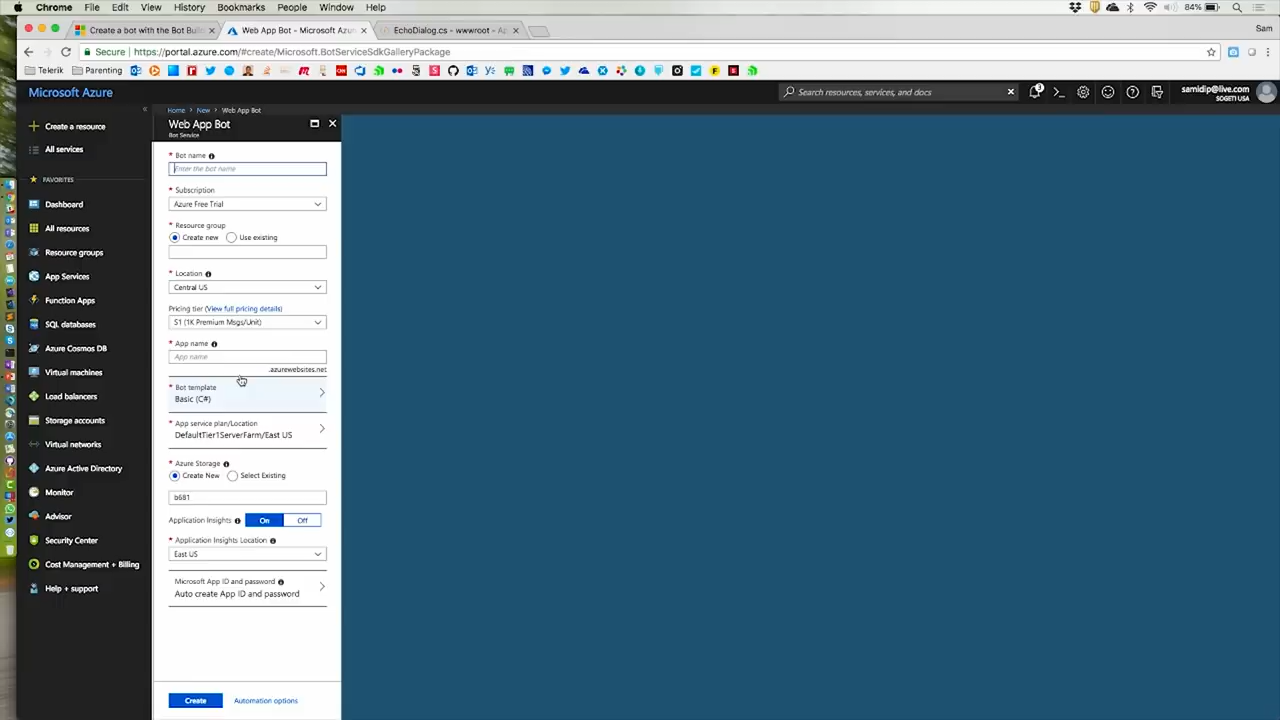 Chrome File Edit View History Bookmarks People Window Help 84%
Create a bot with the Bot Buil
Web App Bot - Microsoft Azu
EchoDialog.cs - wwwroot - A
Sam
Secure https://portal.azure.com/#create/Microsoft.BotServiceSdkGalleryPackage
Telerik Parenting
Microsoft Azure
Search resources, services, and docs
samidip@live.com
SOGETI USA
Home New Web App Bot
Create a resource
All services
FAVORITES
Dashboard
All resources
Resource groups
App Services
Function Apps
SQL databases
Azure Cosmos DB
Virtual machines
Load balancers
Storage accounts
Virtual networks
Azure Active Directory
Monitor
Advisor
Security Center
Cost Management + Billing
Help + support
Web App Bot
Bot Service
* Bot name
Enter the bot name
* Subscription
Azure Free Trial
* Resource group
Create new Use existing
* Location
Central US
Pricing tier (View full pricing details)
S1 (1K Premium Msgs/Unit)
* App name
App name
.azurewebsites.net
* Bot template
Basic (C#)
* App service plan/Location
DefaultTier1ServerFarm/East US
* Azure Storage
Create New Select Existing
b681
Application Insights On Off
* Application Insights Location
East US
Microsoft App ID and password
Auto create App ID and password
Create Automation options